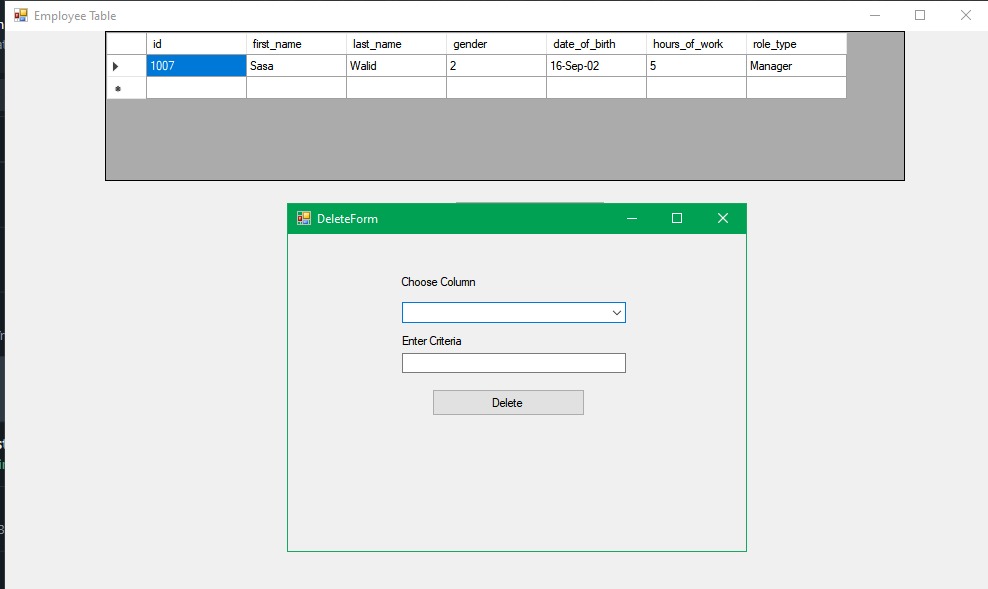 Employee Table
id first_name last_name gender date_of_birth hours_of_work role_type
1007 Sasa Walid 2 16-Sep-02 5 Manager
DeleteForm
Choose Column
Enter Criteria
Delete